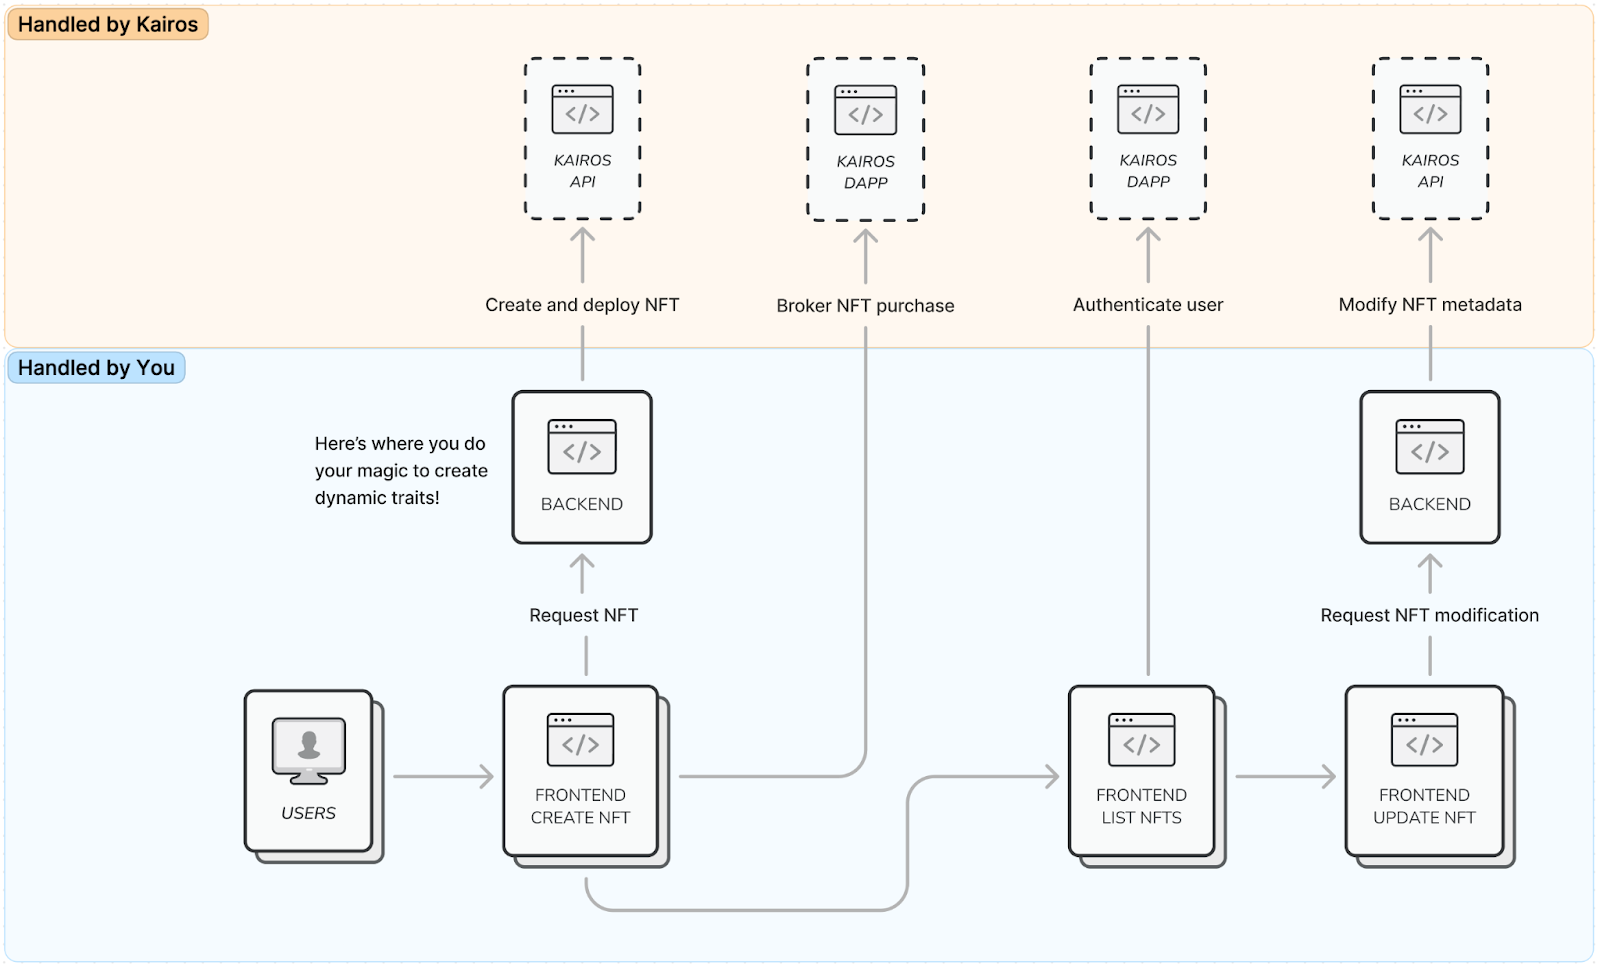 Handled by Kairos
KAIROS
API
KAIROS
DAPP
KAIROS
DAPP
KAIROS
API
Create and deploy NFT
Broker NFT purchase
Authenticate user
Modify NFT metadata
Handled by You
Here's where you do
your magic to create
dynamic traits!
BACKEND
BACKEND
Request NFT
Request NFT modification
USERS
FRONTEND
CREATE NFT
FRONTEND
LIST NFTS
FRONTEND
UPDATE NFT